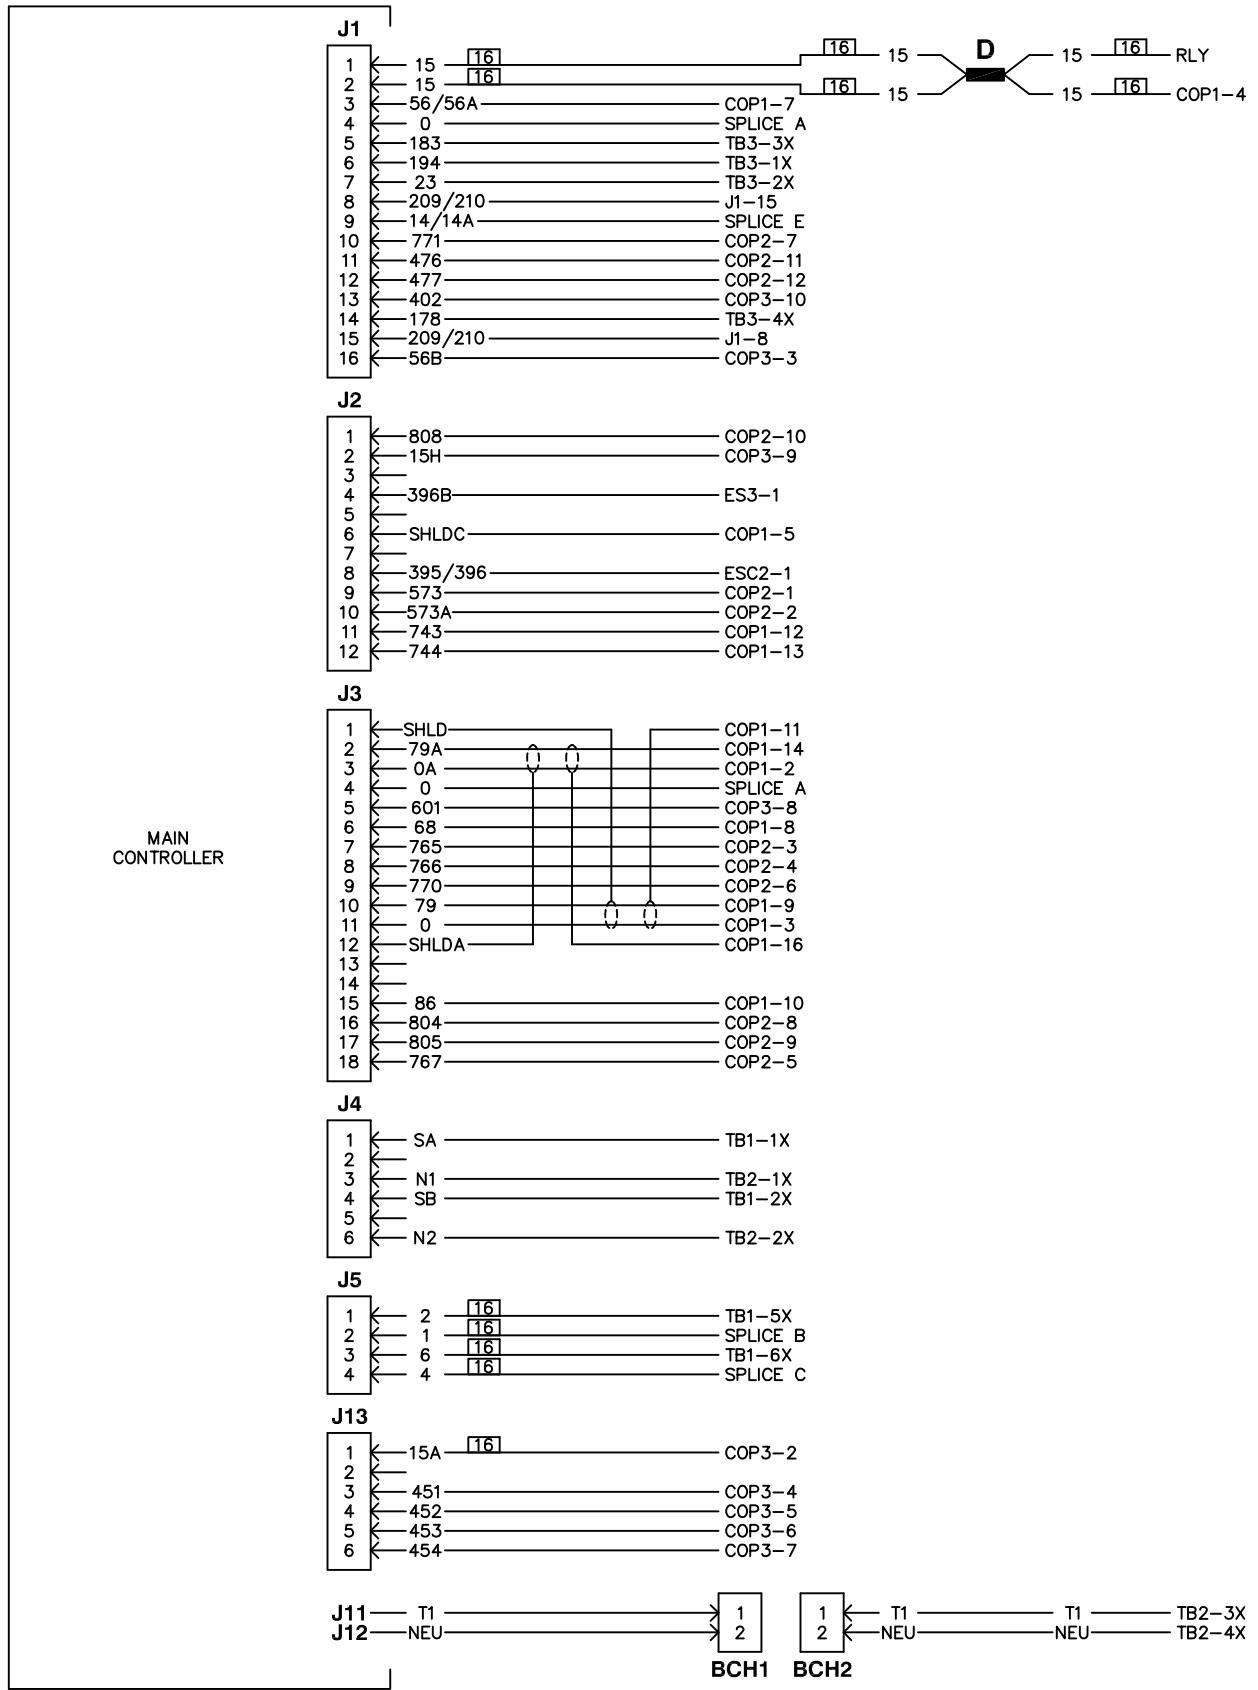 J1
1 15 16 16 15 D 15 16 RLY
2 15 16 16 15 15 16 COP1-4
3 56/56A COP1-7
4 0 SPLICE A
5 183 TB3-3X
6 194 TB3-1X
7 23 TB3-2X
8 209/210 J1-15
9 14/14A SPLICE E
10 771 COP2-7
11 476 COP2-11
12 477 COP2-12
13 402 COP3-10
14 178 TB3-4X
15 209/210 J1-8
16 56B COP3-3
J2
1 808 COP2-10
2 15H COP3-9
3
4 396B ES3-1
5
6 SHLDC COP1-5
7
8 395/396 ESC2-1
9 573 COP2-1
10 573A COP2-2
11 743 COP1-12
12 744 COP1-13
J3
1 SHLD COP1-11
2 79A COP1-14
3 0A COP1-2
4 0 SPLICE A
5 601 COP3-8
6 68 COP1-8
7 765 COP2-3
8 766 COP2-4
9 770 COP2-6
10 79 COP1-9
11 0 COP1-3
12 SHLDA COP1-16
13
14
15 86 COP1-10
16 804 COP2-8
17 805 COP2-9
18 767 COP2-5
MAIN
CONTROLLER
J4
1 SA TB1-1X
2
3 N1 TB2-1X
4 SB TB1-2X
5
6 N2 TB2-2X
J5
1 2 16 TB1-5X
2 1 16 SPLICE B
3 6 16 TB1-6X
4 4 16 SPLICE C
J13
1 15A 16 COP3-2
2
3 451 COP3-4
4 452 COP3-5
5 453 COP3-6
6 454 COP3-7
J11 T1 1 1 T1 T1 TB2-3X
J12 NEU 2 2 NEU NEU TB2-4X
BCH1 BCH2